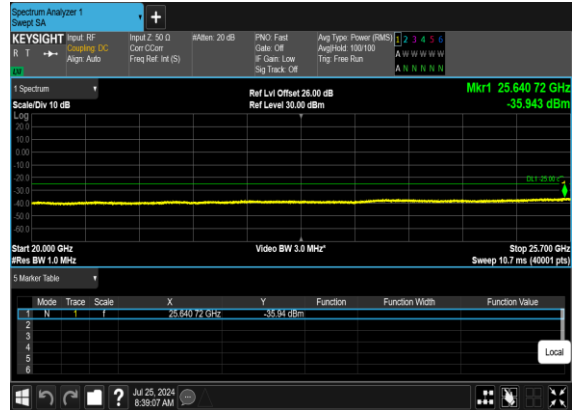 Spectrum Analyzer 1
Swept SA
+
KEYSIGHT Input: RF Input Z: 50 Ω #Atten: 20 dB PNO: Fast Avg Type: Power (RMS) 1 2 3 4 5 6
R T Coupling: DC Corr CCorr Gate: Off Avg|Hold: 100/100 A W W W W W
Align: Auto Freq Ref: Int (S) IF Gain: Low Trig: Free Run
Sig Track: Off A N N N N N
1 Spectrum Ref Lvl Offset 26.00 dB Mkr1 25.640 72 GHz
Scale/Div 10 dB Ref Level 30.00 dBm -35.943 dBm
Log
20.0
10.0
0.00
-10.0
-20.0
DL1 -25.00
-30.0
-40.0
-50.0
-60.0
Start 20.000 GHz Video BW 3.0 MHz* Stop 25.700 GHz
#Res BW 1.0 MHz Sweep 10.7 ms (40001 pts)
5 Marker Table
Mode Trace Scale X Y Function Function Width Function Value
1 N 1 f 25.640 72 GHz -35.94 dBm
2
3
4
5
6
Local
? Jul 25, 2024
8:39:07 AM